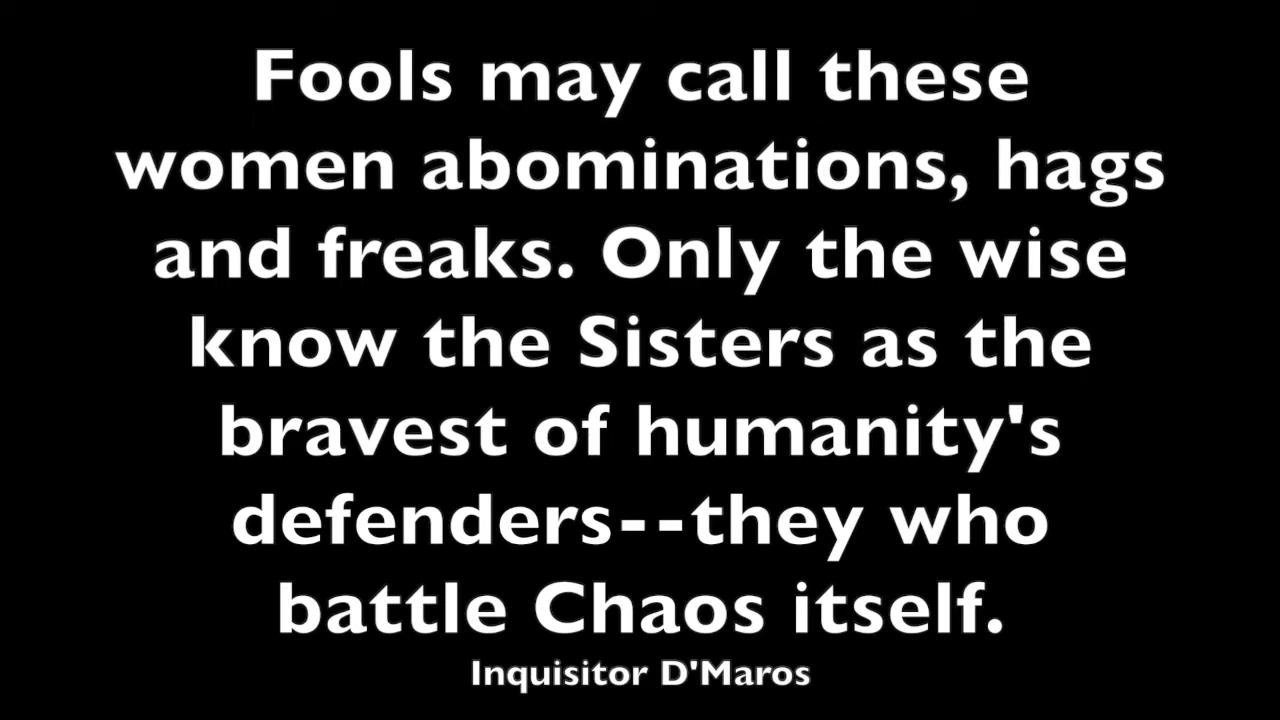 Fools may call these
women abominations, hags
and freaks. Only the wise
know the Sisters as the
bravest of humanity's
defenders--they who
battle Chaos itself.
Inquisitor D'Maros